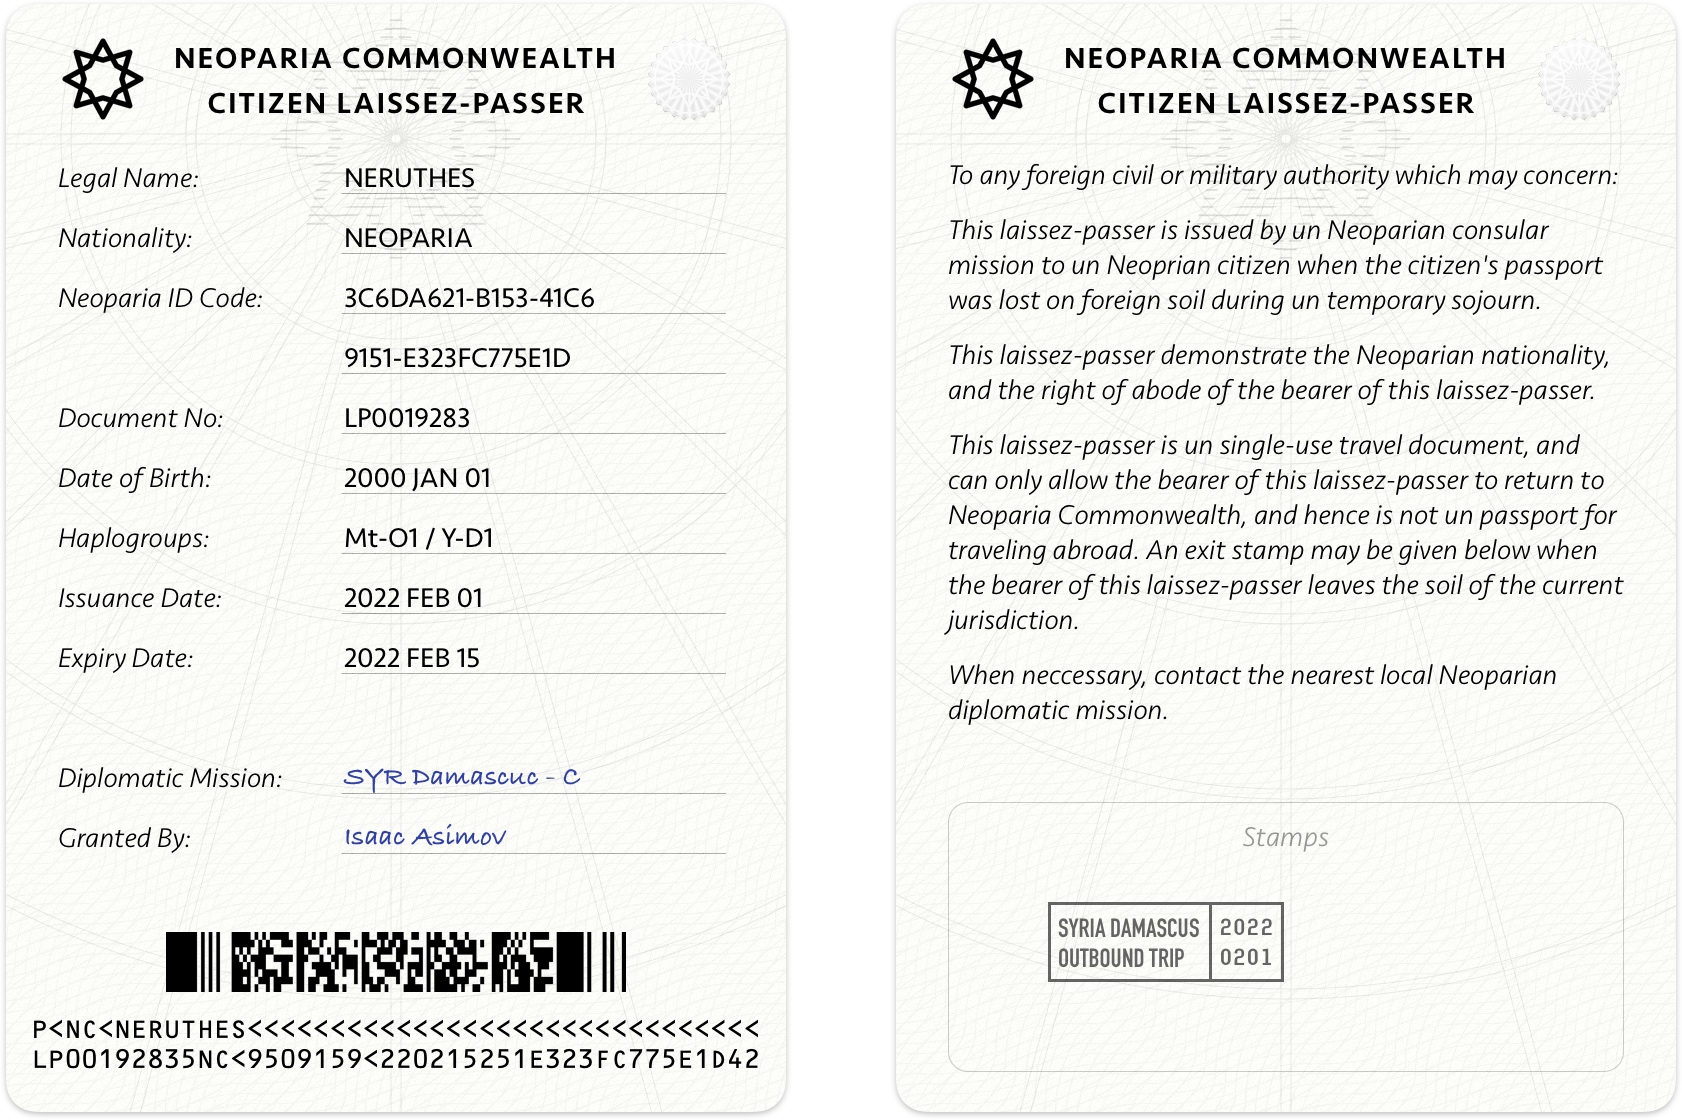 NEOPARIA COMMONWEALTH
CITIZEN LAISSEZ-PASSER
Legal Name: NERUTHES
Nationality: NEOPARIA
Neoparia ID Code: 3C6DA621-B153-41C6
9151-E323FC775E1D
Document No: LP0019283
Date of Birth: 2000 JAN 01
Haplogroups: Mt-O1 / Y-D1
Issuance Date: 2022 FEB 01
Expiry Date: 2022 FEB 15
Diplomatic Mission: SYR Damascuc - C
Granted By: Isaac Asimov
P<NC<NERUTHES<<<<<<<<<<<<<<<<<<<<<<<<<<<<<<<
LP00192835NC<9509159<220215251E323FC775E1D42
NEOPARIA COMMONWEALTH
CITIZEN LAISSEZ-PASSER
To any foreign civil or military authority which may concern:
This laissez-passer is issued by un Neoparian consular
mission to un Neoprian citizen when the citizen's passport
was lost on foreign soil during un temporary sojourn.
This laissez-passer demonstrate the Neoparian nationality,
and the right of abode of the bearer of this laissez-passer.
This laissez-passer is un single-use travel document, and
can only allow the bearer of this laissez-passer to return to
Neoparia Commonwealth, and hence is not un passport for
traveling abroad. An exit stamp may be given below when
the bearer of this laissez-passer leaves the soil of the current
jurisdiction.
When neccessary, contact the nearest local Neoparian
diplomatic mission.
Stamps
SYRIA DAMASCUS 2022
OUTBOUND TRIP 0201